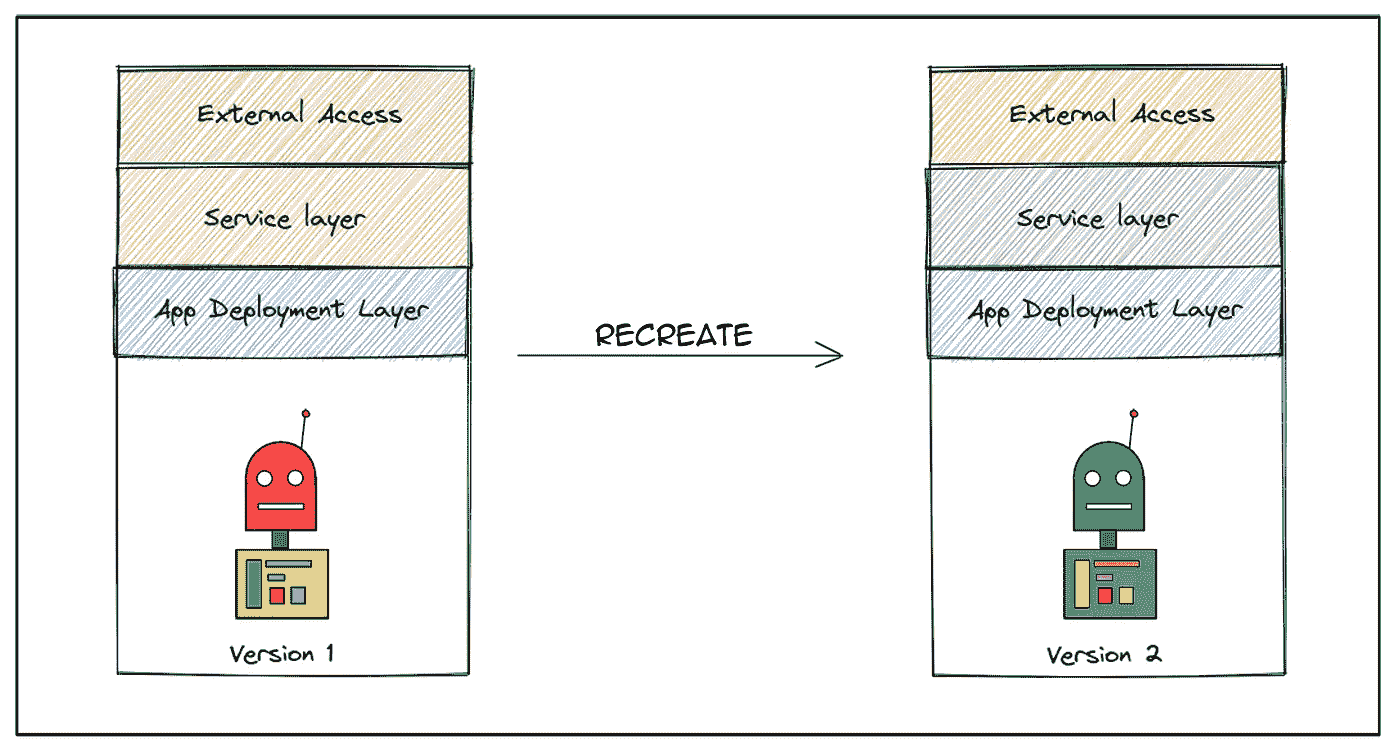 External Access
Service layer
App Deployment Layer
Version 1
RECREATE
External Access
Service layer
App Deployment Layer
Version 2